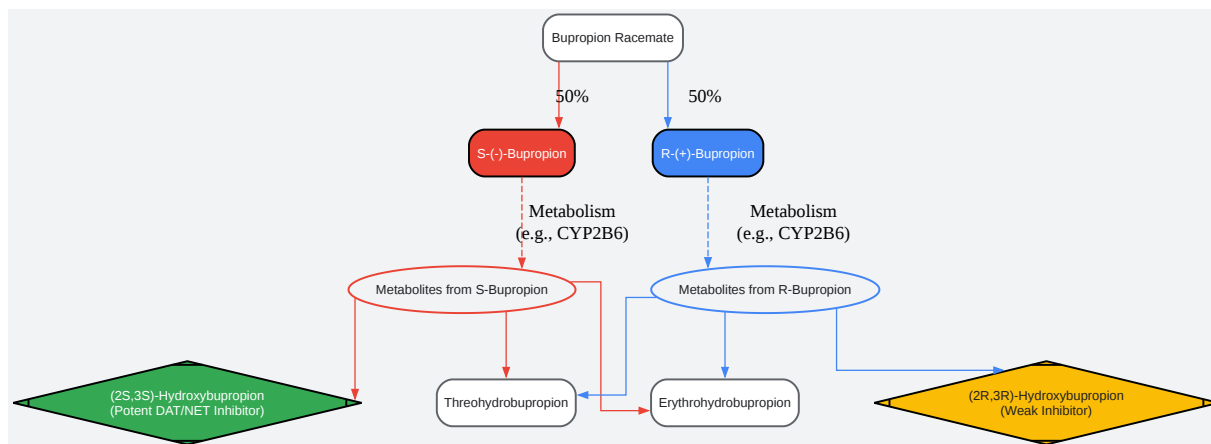 Bupropion Racemate
50%
50%
S-(-)-Bupropion
R-(+)-Bupropion
Metabolism
(e.g., CYP2B6)
Metabolism
(e.g., CYP2B6)
Metabolites from S-Bupropion
Metabolites from R-Bupropion
(2S,3S)-Hydroxybupropion
(Potent DAT/NET Inhibitor)
Threohydrobupropion
Erythrohydrobupropion
(2R,3R)-Hydroxybupropion
(Weak Inhibitor)